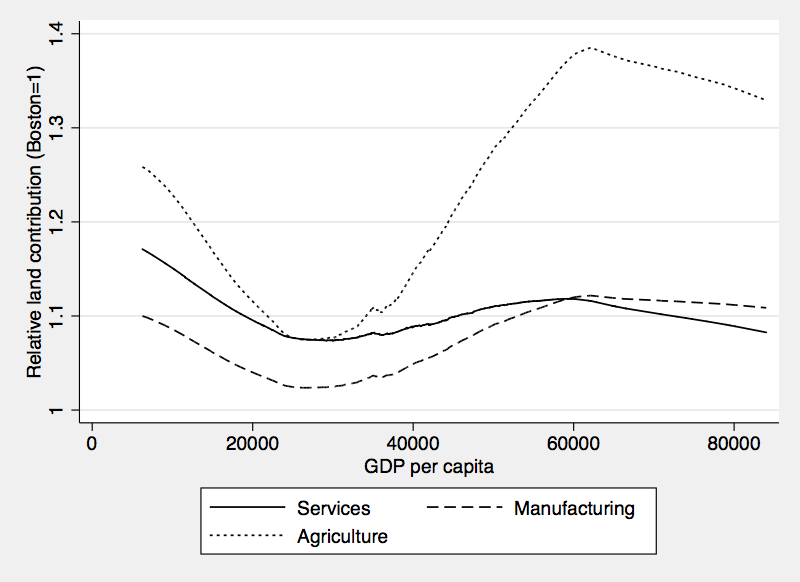 Relative land contribution (Boston=1)
1.4
1.3
1.2
1.1
1
0 20000 40000 60000 80000
GDP per capita
Services Manufacturing
Agriculture